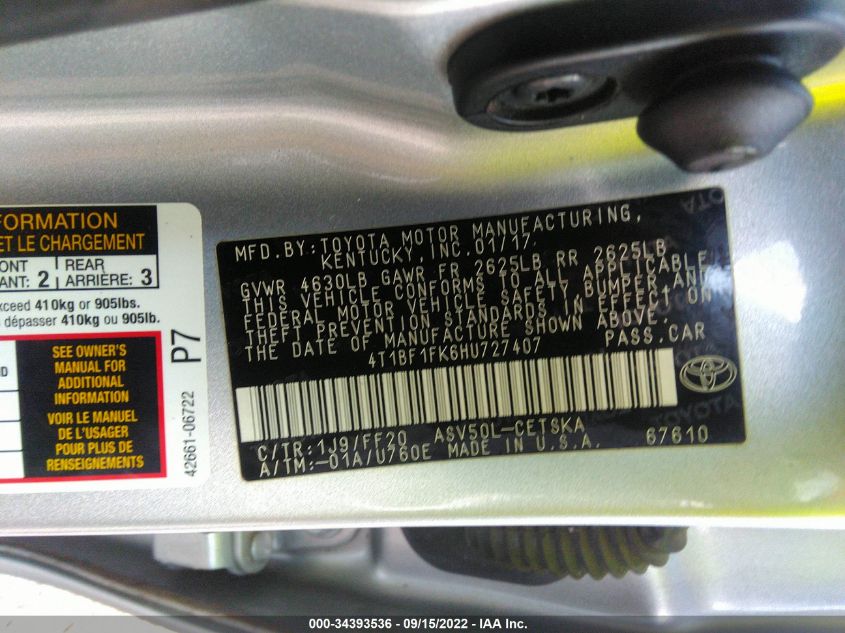 FORMATION
ET LE CHARGEMENT
ONT
ANT: 2
REAR
ARRIÈRE: 3
xceed 410kg or 905lbs.
dépasser 410kg ou 905lb.
SEE OWNER'S
MANUAL FOR
ADDITIONAL
INFORMATION
VOIR LE MANUEL
DE L'USAGER
POUR PLUS DE
RENSEIGNEMENTS
P7
42661-06722
MFD.BY:TOYOTA MOTOR MANUFACTURING,
KENTUCKY,INC.01/17
GVWR 4630LB GAWR FR 2625LB RR 2625LB
THIS VEHICLE CONFORMS TO ALL APPLICABLE
FEDERAL MOTOR VEHICLE SAFETY,BUMPER,AND
THEFT PREVENTION STANDARDS IN EFFECT ON
THE DATE OF MANUFACTURE SHOWN ABOVE.
4T1BF1FK6HU727407 PASS.CAR
C/TR:1J9/FF20 ASV50L-CETSKA
A/TM:-01A/U760E MADE IN U.S.A. 67610
TOYOTA
000-34393536 - 09/15/2022 - IAA Inc.